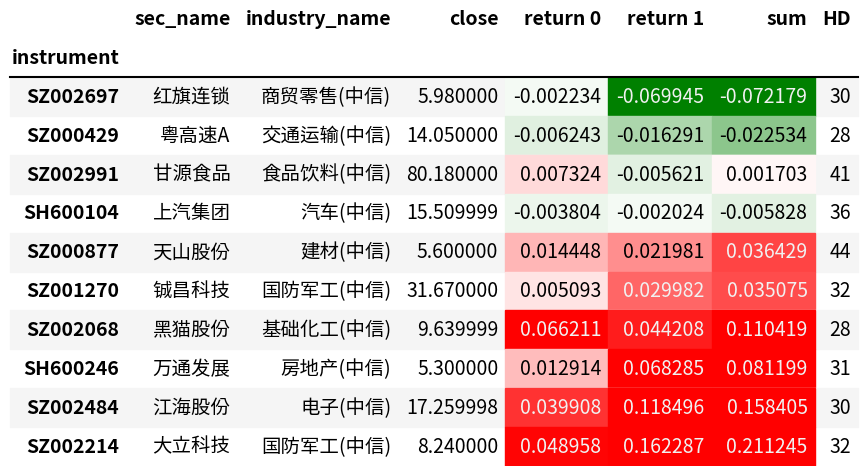 sec_name industry_name close return 0 return 1 sum HD
instrument
SZ002697 红旗连锁 商贸零售(中信) 5.980000 -0.002234 -0.069945 -0.072179 30
SZ000429 粤高速A 交通运输(中信) 14.050000 -0.006243 -0.016291 -0.022534 28
SZ002991 甘源食品 食品饮料(中信) 80.180000 0.007324 -0.005621 0.001703 41
SH600104 上汽集团 汽车(中信) 15.509999 -0.003804 -0.002024 -0.005828 36
SZ000877 天山股份 建材(中信) 5.600000 0.014448 0.021981 0.036429 44
SZ001270 铖昌科技 国防军工(中信) 31.670000 0.005093 0.029982 0.035075 32
SZ002068 黑猫股份 基础化工(中信) 9.639999 0.066211 0.044208 0.110419 28
SH600246 万通发展 房地产(中信) 5.300000 0.012914 0.068285 0.081199 31
SZ002484 江海股份 电子(中信) 17.259998 0.039908 0.118496 0.158405 30
SZ002214 大立科技 国防军工(中信) 8.240000 0.048958 0.162287 0.211245 32